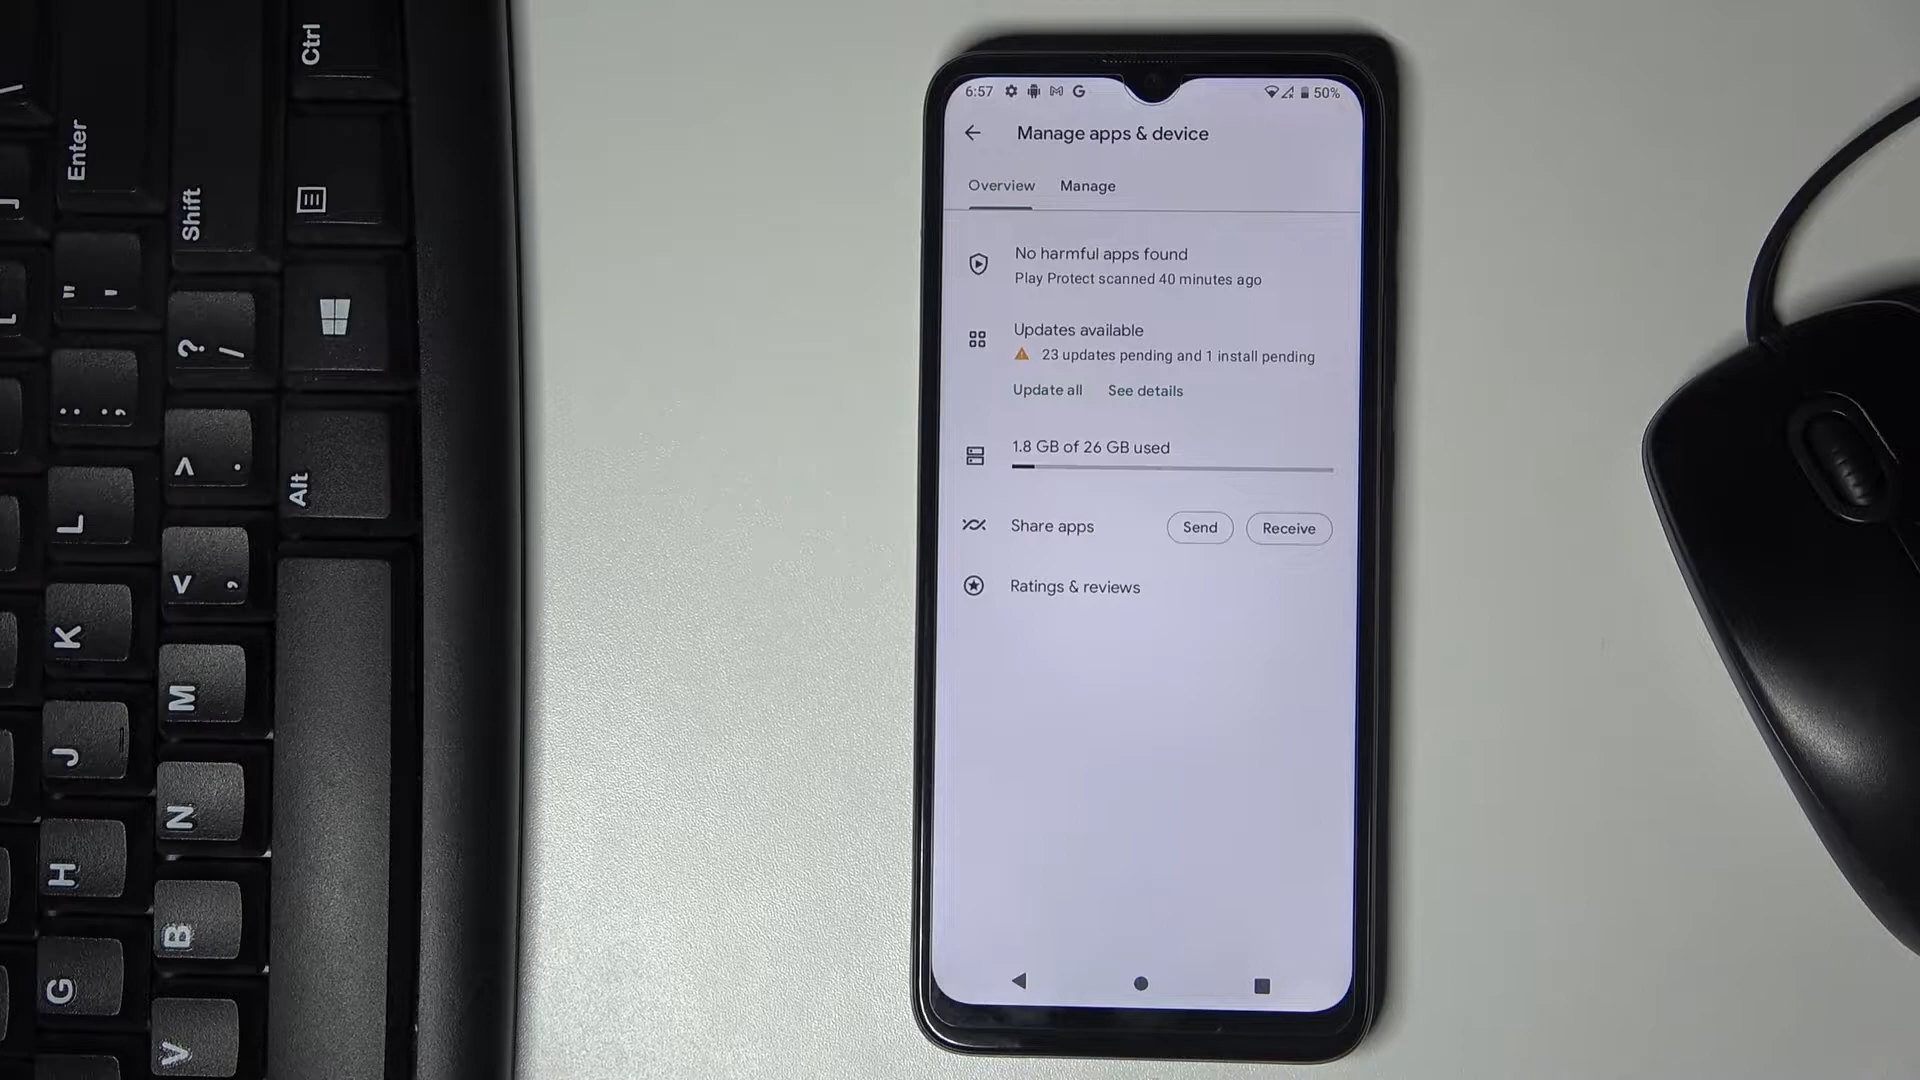 6:57
50%
Manage apps & device
Overview Manage
No harmful apps found
Play Protect scanned 40 minutes ago
Updates available
23 updates pending and 1 install pending
Update all See details
1.8 GB of 26 GB used
Share apps Send Receive
Ratings & reviews
Ctrl
Enter
Shift
" '
? /
: ;
> .
Alt
L
< ,
K
M
J
N
H
B
G
V
\
]
[